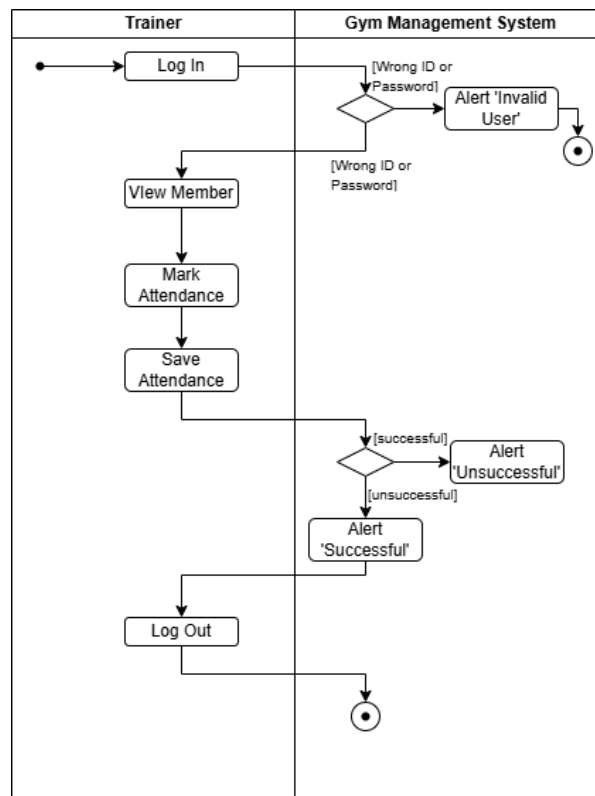 Trainer
Gym Management System
Log In
[Wrong ID or
Password]
Alert 'Invalid
User'
[Wrong ID or
Password]
VIew Member
Mark
Attendance
Save
Attendance
[successful]
Alert
'Unsuccessful'
[unsuccessful]
Alert
'Successful'
Log Out